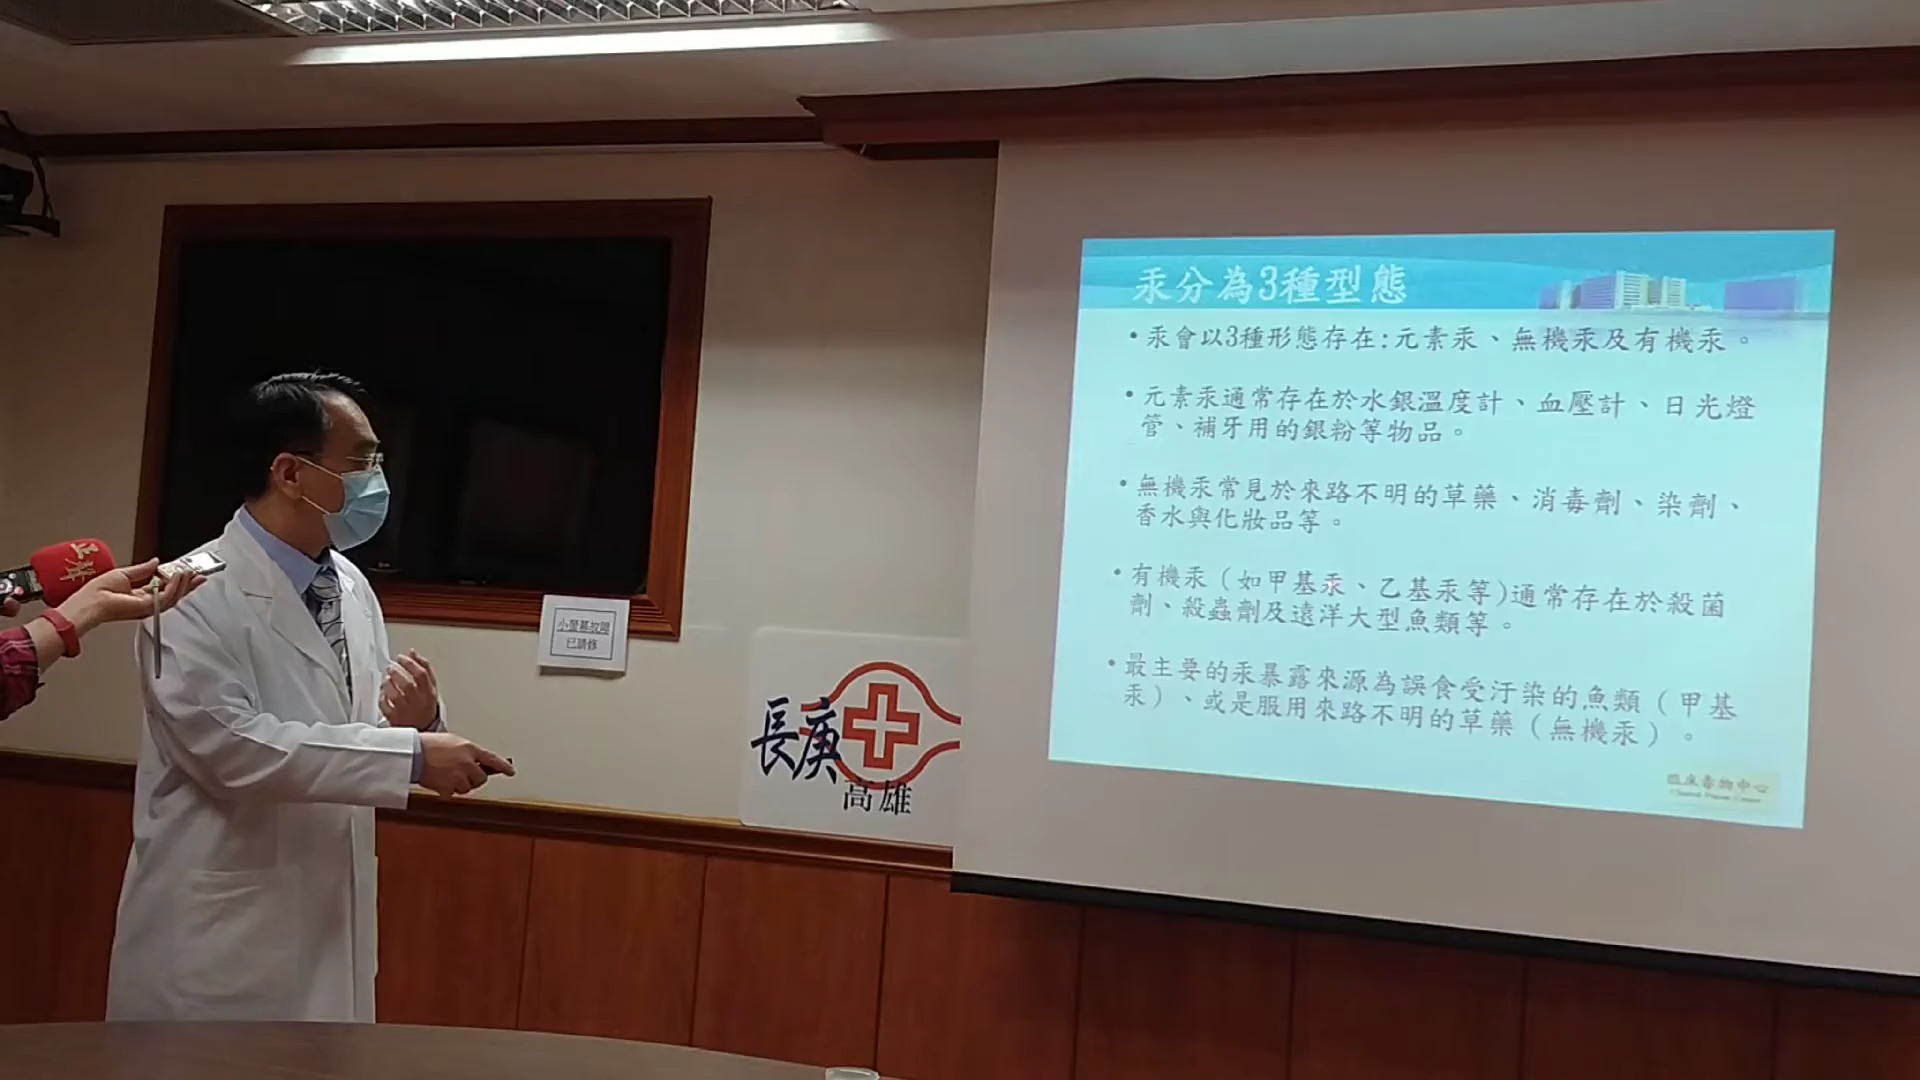 汞分為3種型態
•汞會以3種形態存在:元素汞、無機汞及有機汞。
•元素汞通常存在於水銀溫度計、血壓計、日光燈
管、補牙用的銀粉等物品。
•無機汞常見於來路不明的草藥、消毒劑、染劑、
香水與化妝品等。
•有機汞（如甲基汞、乙基汞等)通常存在於殺菌
劑、殺蟲劑及遠洋大型魚類等。
•最主要的汞暴露來源為誤食受汙染的魚類（甲基
汞）、或是服用來路不明的草藥（無機汞）。
臨床毒物中心
正聲
小螢幕故障
已請修
長庚
高雄